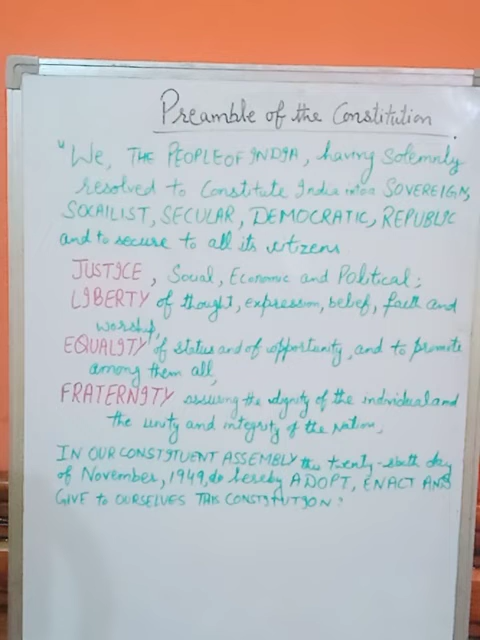 Preamble of the Constitution
"We, THE PEOPLE OF INDIA, having Solemnly
resolved to Constitute India into a SOVEREIGN,
SOCAILIST, SECULAR, DEMOCRATIC, REPUBLIC
and to secure to all its citizens
JUSTICE, Social, Economic and Political;
LIBERTY of thought, expression, belief, faith and
worship,
EQUALITY of status and of opportunity, and to promote
among them all,
FRATERNITY assuring the dignity of the individual and
the unity and integrity of the Nation,
IN OUR CONSTITUENT ASSEMBLY this twenty-sixth day
of November, 1949, do hereby ADOPT, ENACT AND
GIVE to OURSELVES THIS CONSTITUTION"